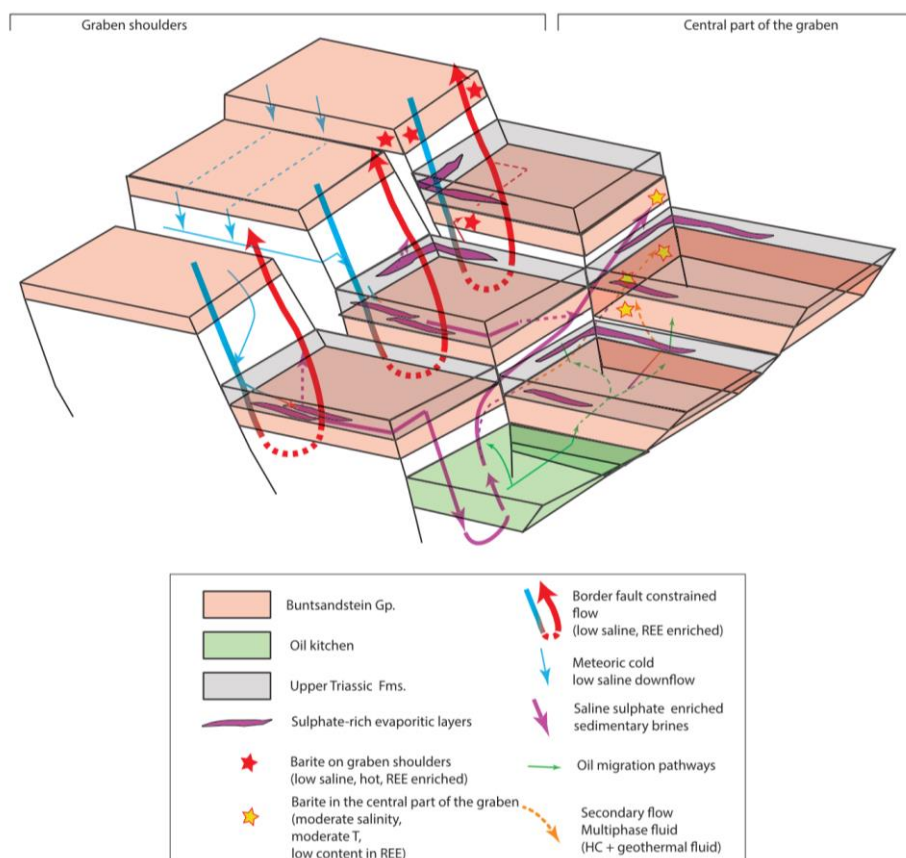 Graben shoulders
Central part of the graben
Buntsandstein Gp.
Oil kitchen
Upper Triassic Fms.
Sulphate-rich evaporitic layers
Barite on graben shoulders
(low saline, hot, REE enriched)
Barite in the central part of the graben
(moderate salinity,
moderate T,
low content in REE)
Border fault constrained
flow
(low saline, REE enriched)
Meteoric cold
low saline downflow
Saline sulphate enriched
sedimentary brines
Oil migration pathways
Secondary flow
Multiphase fluid
(HC + geothermal fluid)